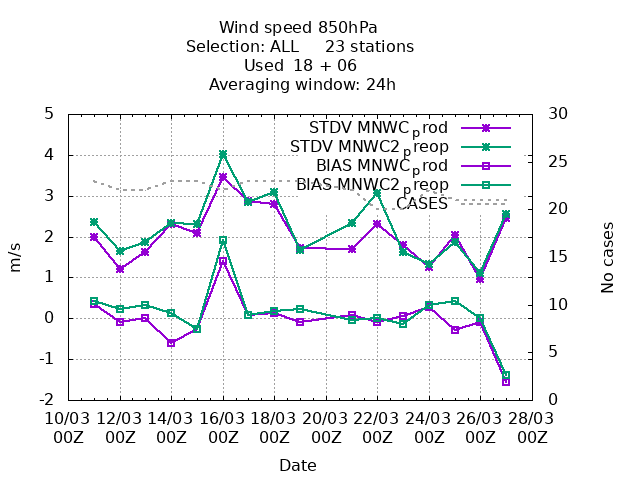 Wind speed 850hPa
Selection: ALL 23 stations
Used 18 + 06
Averaging window: 24h
5
4
3
2
1
0
-1
-2
m/s
30
25
20
15
10
5
0
No cases
STDV MNWC_prod
STDV MNWC2_preop
BIAS MNWC_prod
BIAS MNWC2_preop
CASES
10/03 12/03 14/03 16/03 18/03 20/03 22/03 24/03 26/03 28/03
00Z 00Z 00Z 00Z 00Z 00Z 00Z 00Z 00Z 00Z
Date